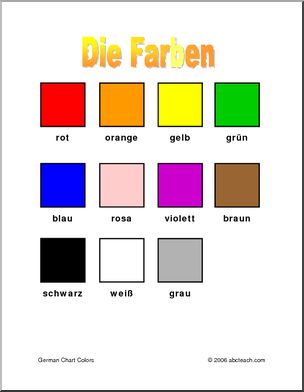 Die Farben
rot orange gelb grün
blau rosa violett braun
schwarz weiß grau
German Chart Colors © 2006 abcteach.com